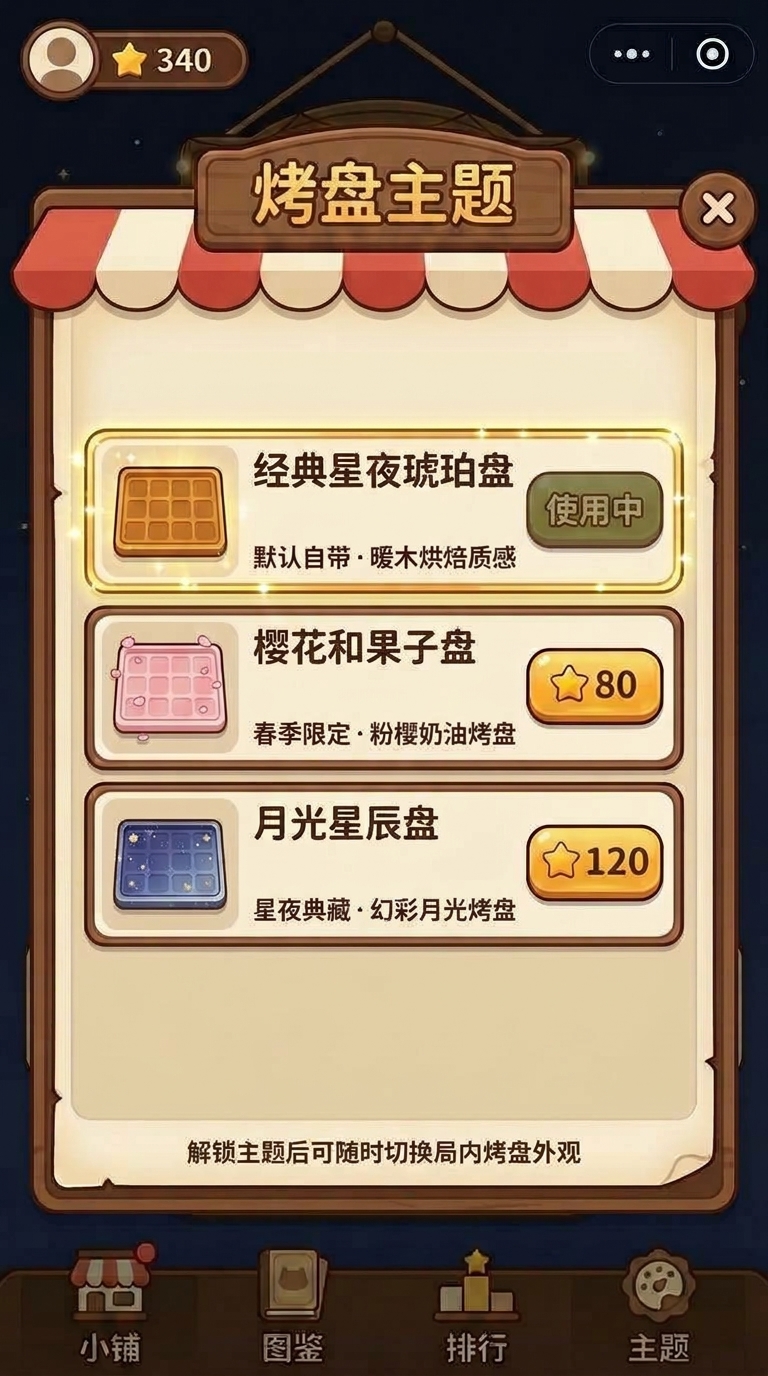 340
烤盘主题
经典星夜琥珀盘
使用中
默认自带·暖木烘焙质感
樱花和果子盘
80
春季限定·粉樱奶油烤盘
月光星辰盘
120
星夜典藏·幻彩月光烤盘
解锁主题后可随时切换局内烤盘外观
小铺
图鉴
排行
主题